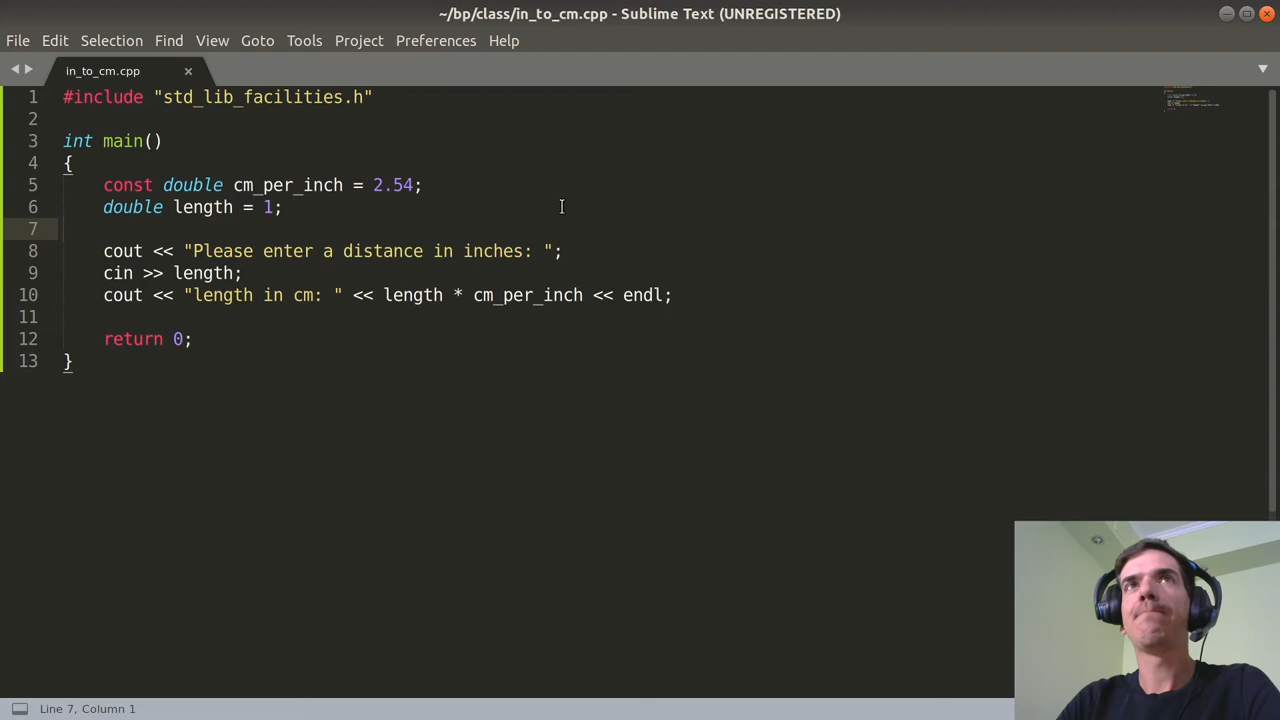 ~/bp/class/in_to_cm.cpp - Sublime Text (UNREGISTERED)
File Edit Selection Find View Goto Tools Project Preferences Help
in_to_cm.cpp
1 #include "std_lib_facilities.h"
2
3 int main()
4 {
5 const double cm_per_inch = 2.54;
6 double length = 1;
7
8 cout << "Please enter a distance in inches: ";
9 cin >> length;
10 cout << "length in cm: " << length * cm_per_inch << endl;
11
12 return 0;
13 }
Line 7, Column 1